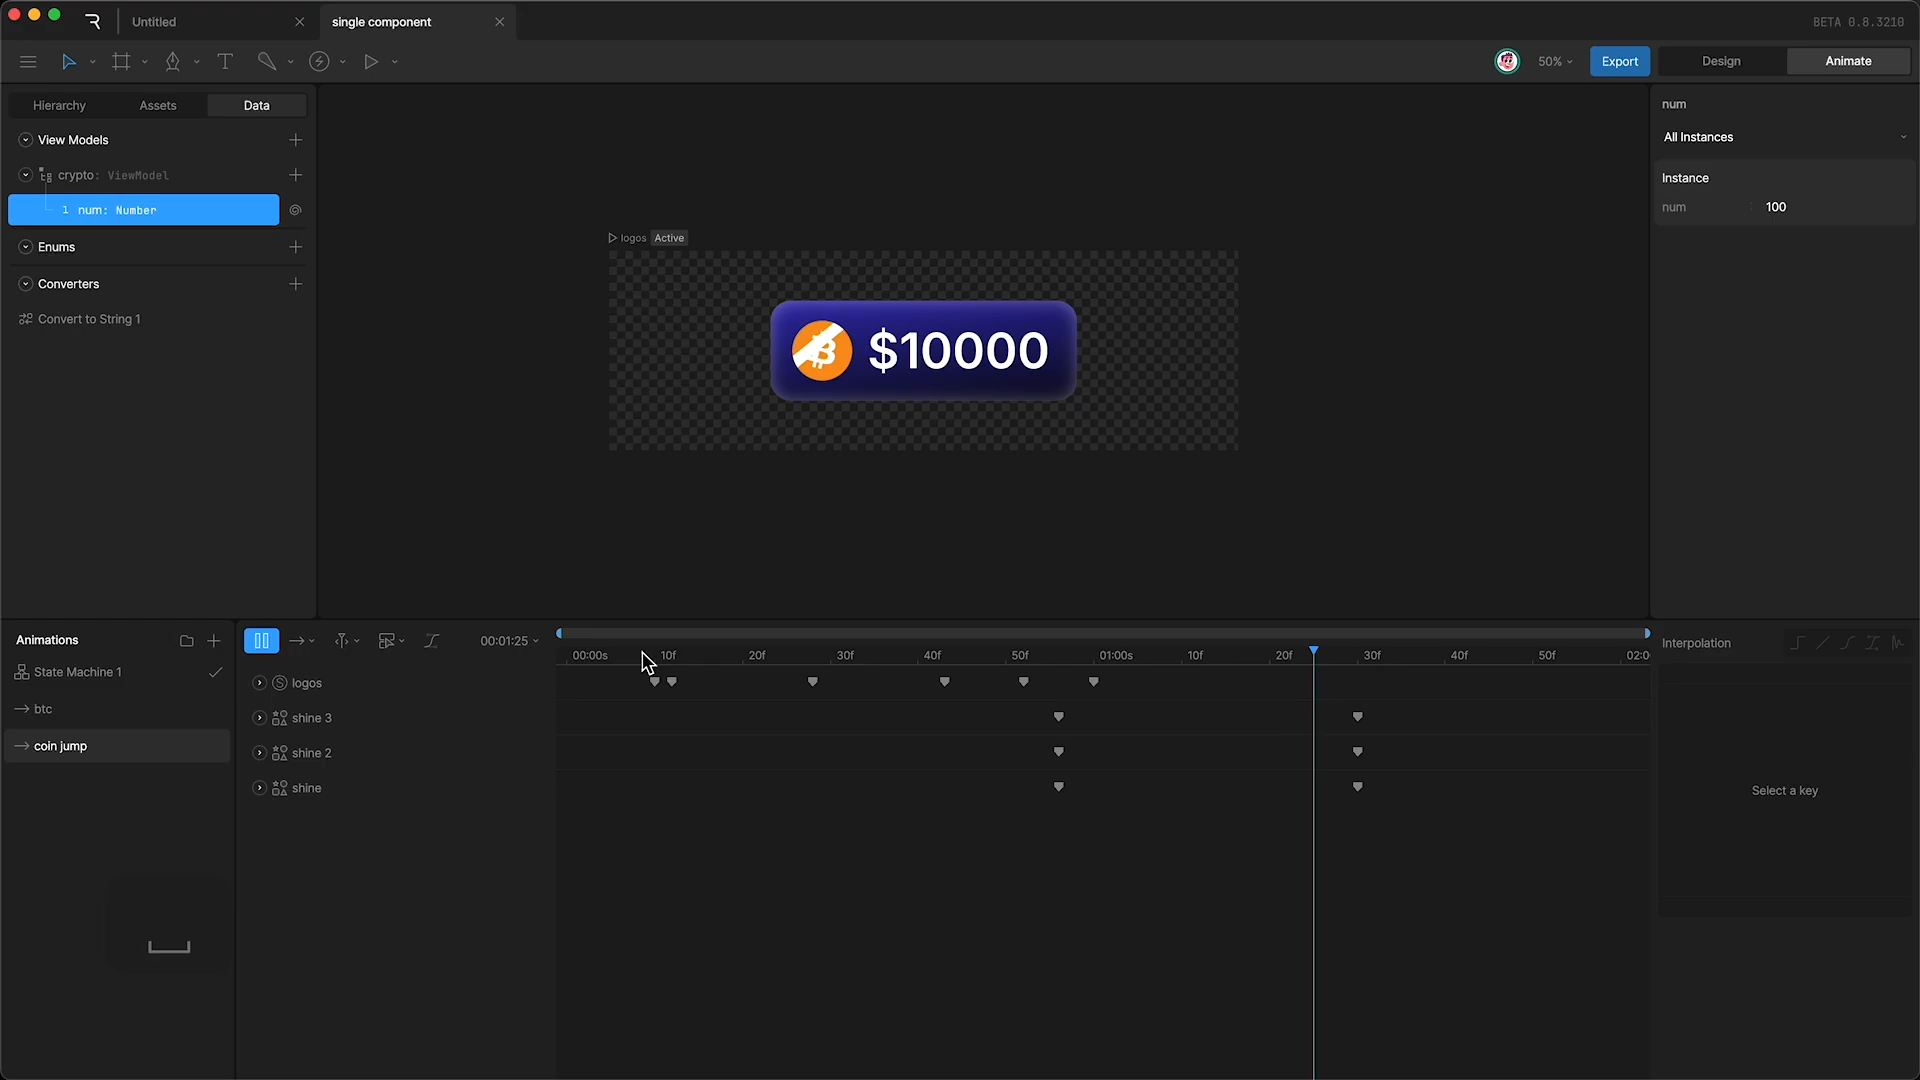 Untitled
single component
BETA 0.8.3210
50%
Export
Design
Animate
Hierarchy
Assets
Data
View Models
crypto: ViewModel
1 num: Number
Enums
Converters
Convert to String 1
logos Active
$10000
num
All Instances
Instance
num 100
Animations
State Machine 1
btc
coin jump
00:01:25
00:00s 10f 20f 30f 40f 50f 01:00s 10f 20f 30f 40f 50f 02:0
logos
shine 3
shine 2
shine
Interpolation
Select a key